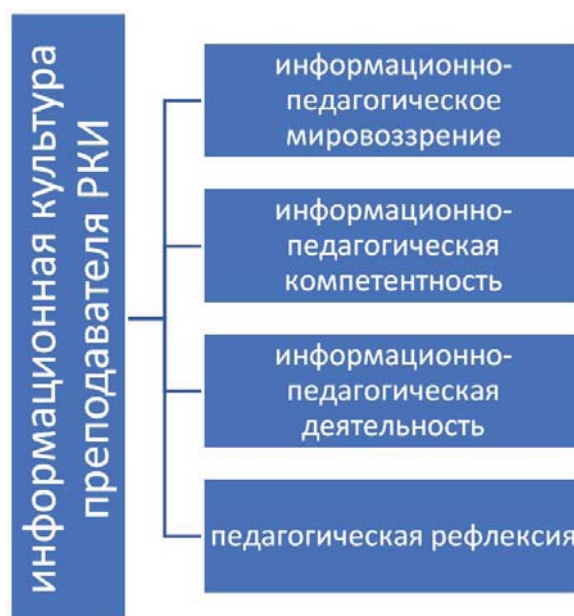 информационная культура
преподавателя РКИ
информационно-
педагогическое
мировоззрение
информационно-
педагогическая
компетентность
информационно-
педагогическая
деятельность
педагогическая рефлексия